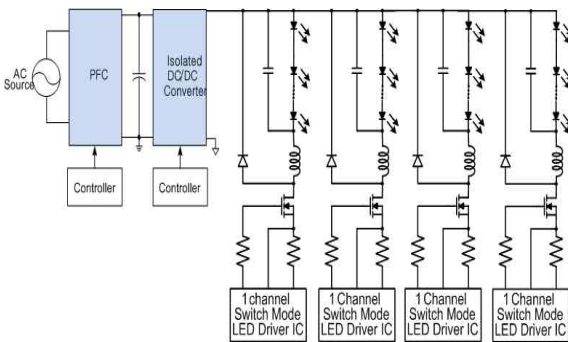 AC
Source
PFC
Isolated
DC/DC
Converter
Controller
Controller
1 channel
Switch Mode
LED Driver IC
1 Channel
Switch Mode
LED Driver IC
1 Channel
Switch Mode
LED Driver IC
1 Channel
Switch Mode
LED Driver IC